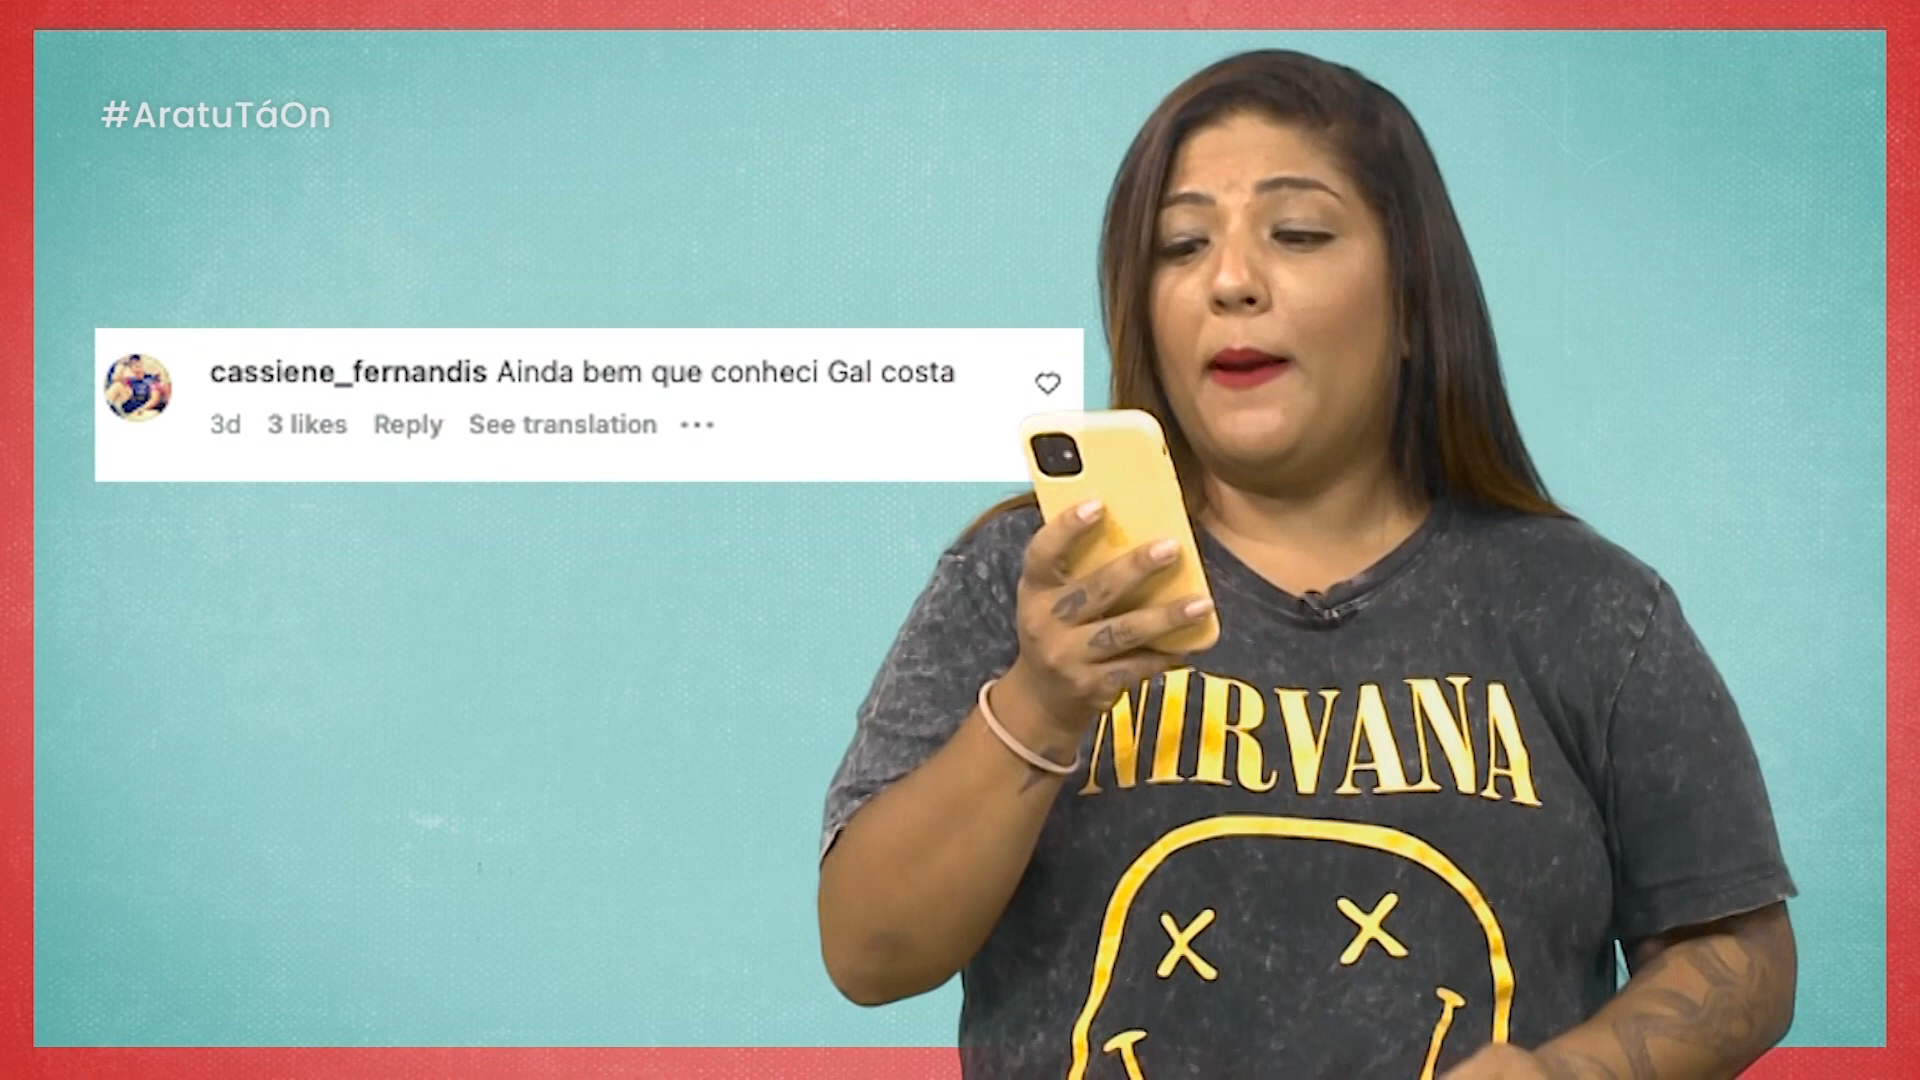 #AratuTáOn
cassiene_fernandis Ainda bem que conheci Gal costa
3d 3 likes Reply See translation ...
NIRVANA